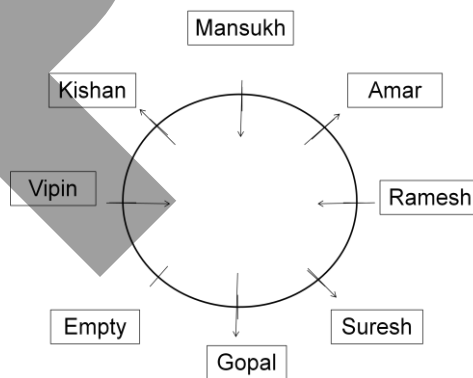 Mansukh
Kishan
Amar
Vipin
Ramesh
Empty
Suresh
Gopal